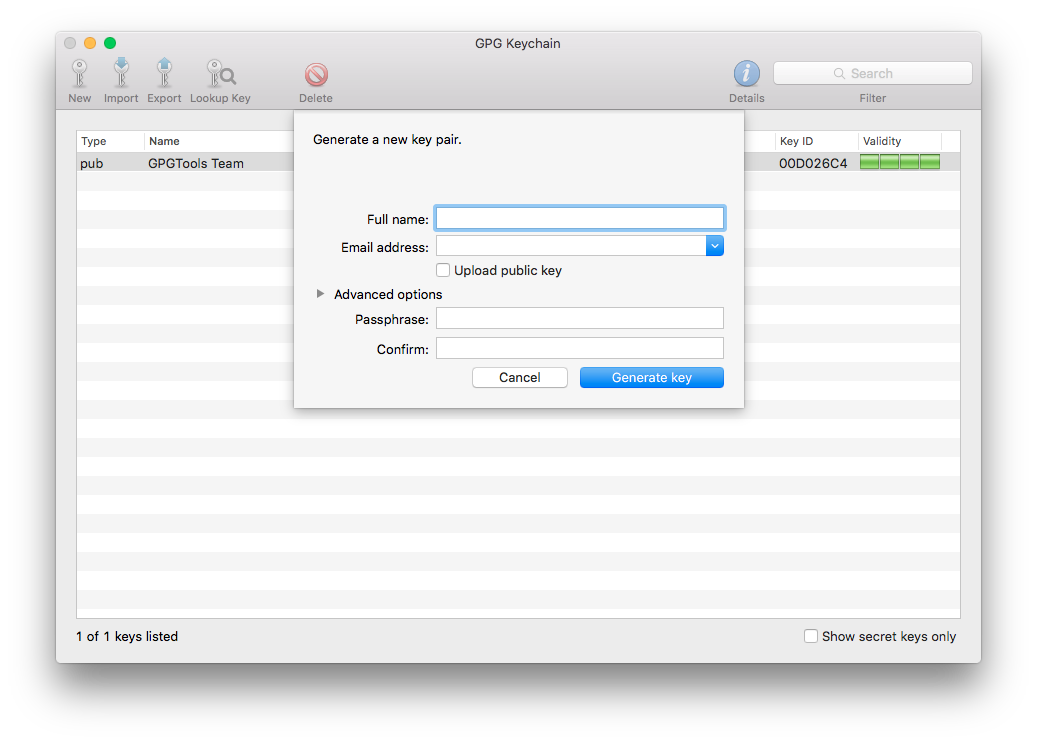 GPG Keychain
New Import Export Lookup Key Delete Details Search
Filter
Type Name Key ID Validity
pub GPGTools Team 00D026C4
Generate a new key pair.
Full name:
Email address:
Upload public key
Advanced options
Passphrase:
Confirm:
Cancel Generate key
1 of 1 keys listed Show secret keys only